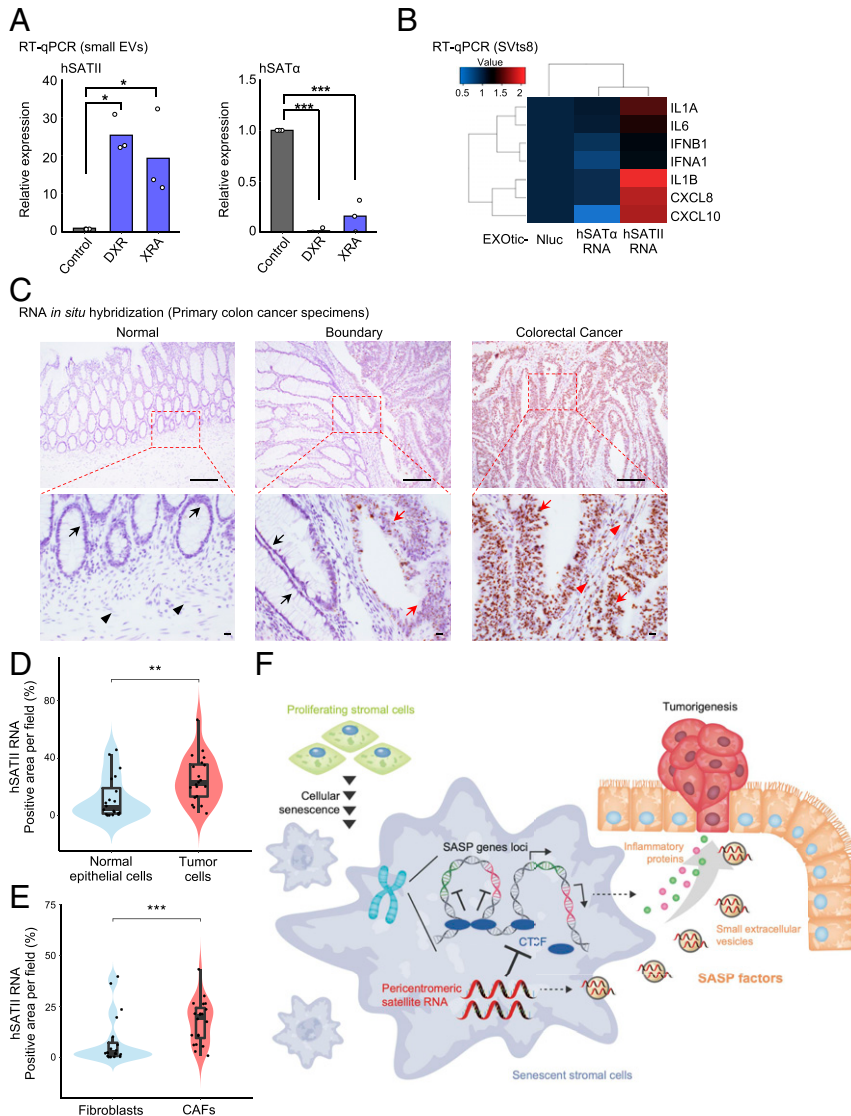 A
RT-qPCR (small EVs)
hSATII
Relative expression
40
30
20
10
0
*
*
Control
DXR
XRA
hSATα
Relative expression
1.5
1.0
0.5
0
***
***
Control
DXR
XRA
B
RT-qPCR (SVts8)
Value
0.5 1 2
IL1A
IL6
IFNB1
IFNA1
IL1B
CXCL8
CXCL10
EXOtic- Nluc hSATα hSATII
RNA RNA
C
RNA in situ hybridization (Primary colon cancer specimens)
Normal Boundary Colorectal Cancer
D
hSATII RNA
Positive area per field (%)
80
40
0
**
Normal Tumor
epithelial cells cells
E
hSATII RNA
Positive area per field (%)
75
50
25
0
***
Fibroblasts CAFs
F
Proliferating stromal cells
Cellular
senescence
SASP genes loci
Pericentromeric
satellite RNA
Senescent stromal cells
Tumorigenesis
Inflammatory
proteins
Small extracellular
vesicles
SASP factors